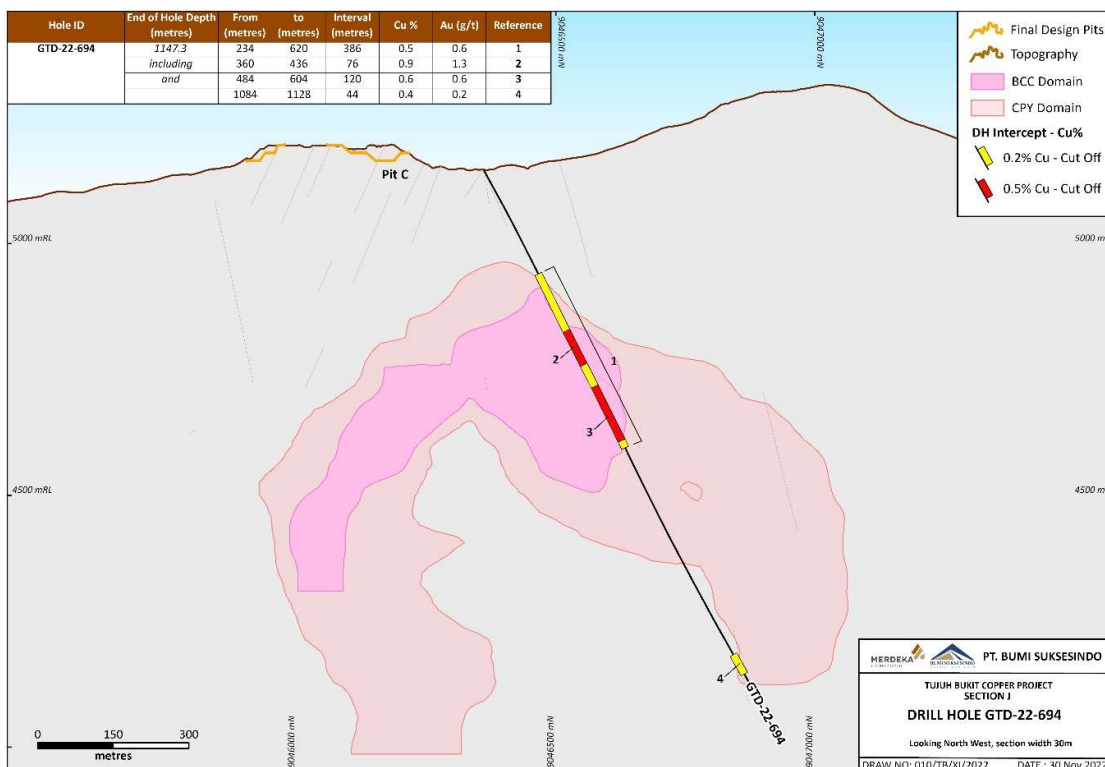 Hole ID End of Hole Depth (metres) From (metres) to (metres) Interval (metres) Cu % Au (g/t) Reference
GTD-22-694 1147.3 234 620 386 0.5 0.6 1
including 360 436 76 0.9 1.3 2
and 484 604 120 0.6 0.6 3
1084 1128 44 0.4 0.2 4
9046500 mN
9047000 mN
Final Design Pits
Topography
BCC Domain
CPY Domain
DH Intercept - Cu%
0.2% Cu - Cut Off
0.5% Cu - Cut Off
Pit C
5000 mRL
5000 m
1
2
3
4500 mRL
4500 m
4
GTD-22-694
0 150 300
metres
9046000 mN
9046500 mN
9047000 mN
MERDEKA
BUMI SUKSESINDO
PT. BUMI SUKSESINDO
TUJUH BUKIT COPPER PROJECT
SECTION J
DRILL HOLE GTD-22-694
Looking North West, section width 30m
DRAW NO: 010/TB/XI/2022 DATE : 30 Nov 2022